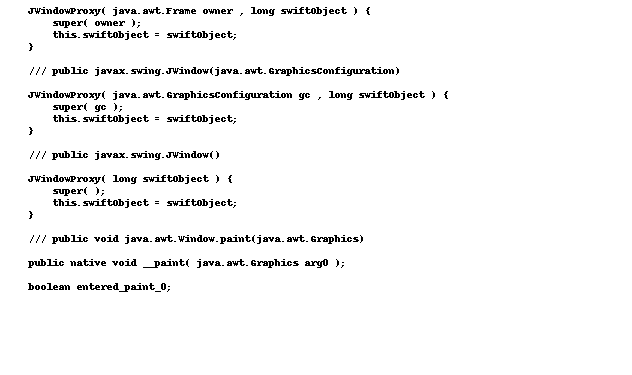 JWindowProxy( java.awt.Frame owner , long swiftObject ) {
super( owner );
this.swiftObject = swiftObject;
}
/// public javax.swing.JWindow(java.awt.GraphicsConfiguration)
JWindowProxy( java.awt.GraphicsConfiguration gc , long swiftObject ) {
super( gc );
this.swiftObject = swiftObject;
}
/// public javax.swing.JWindow()
JWindowProxy( long swiftObject ) {
super( );
this.swiftObject = swiftObject;
}
/// public void java.awt.Window.paint(java.awt.Graphics)
public native void __paint( java.awt.Graphics arg0 );
boolean entered_paint_0;